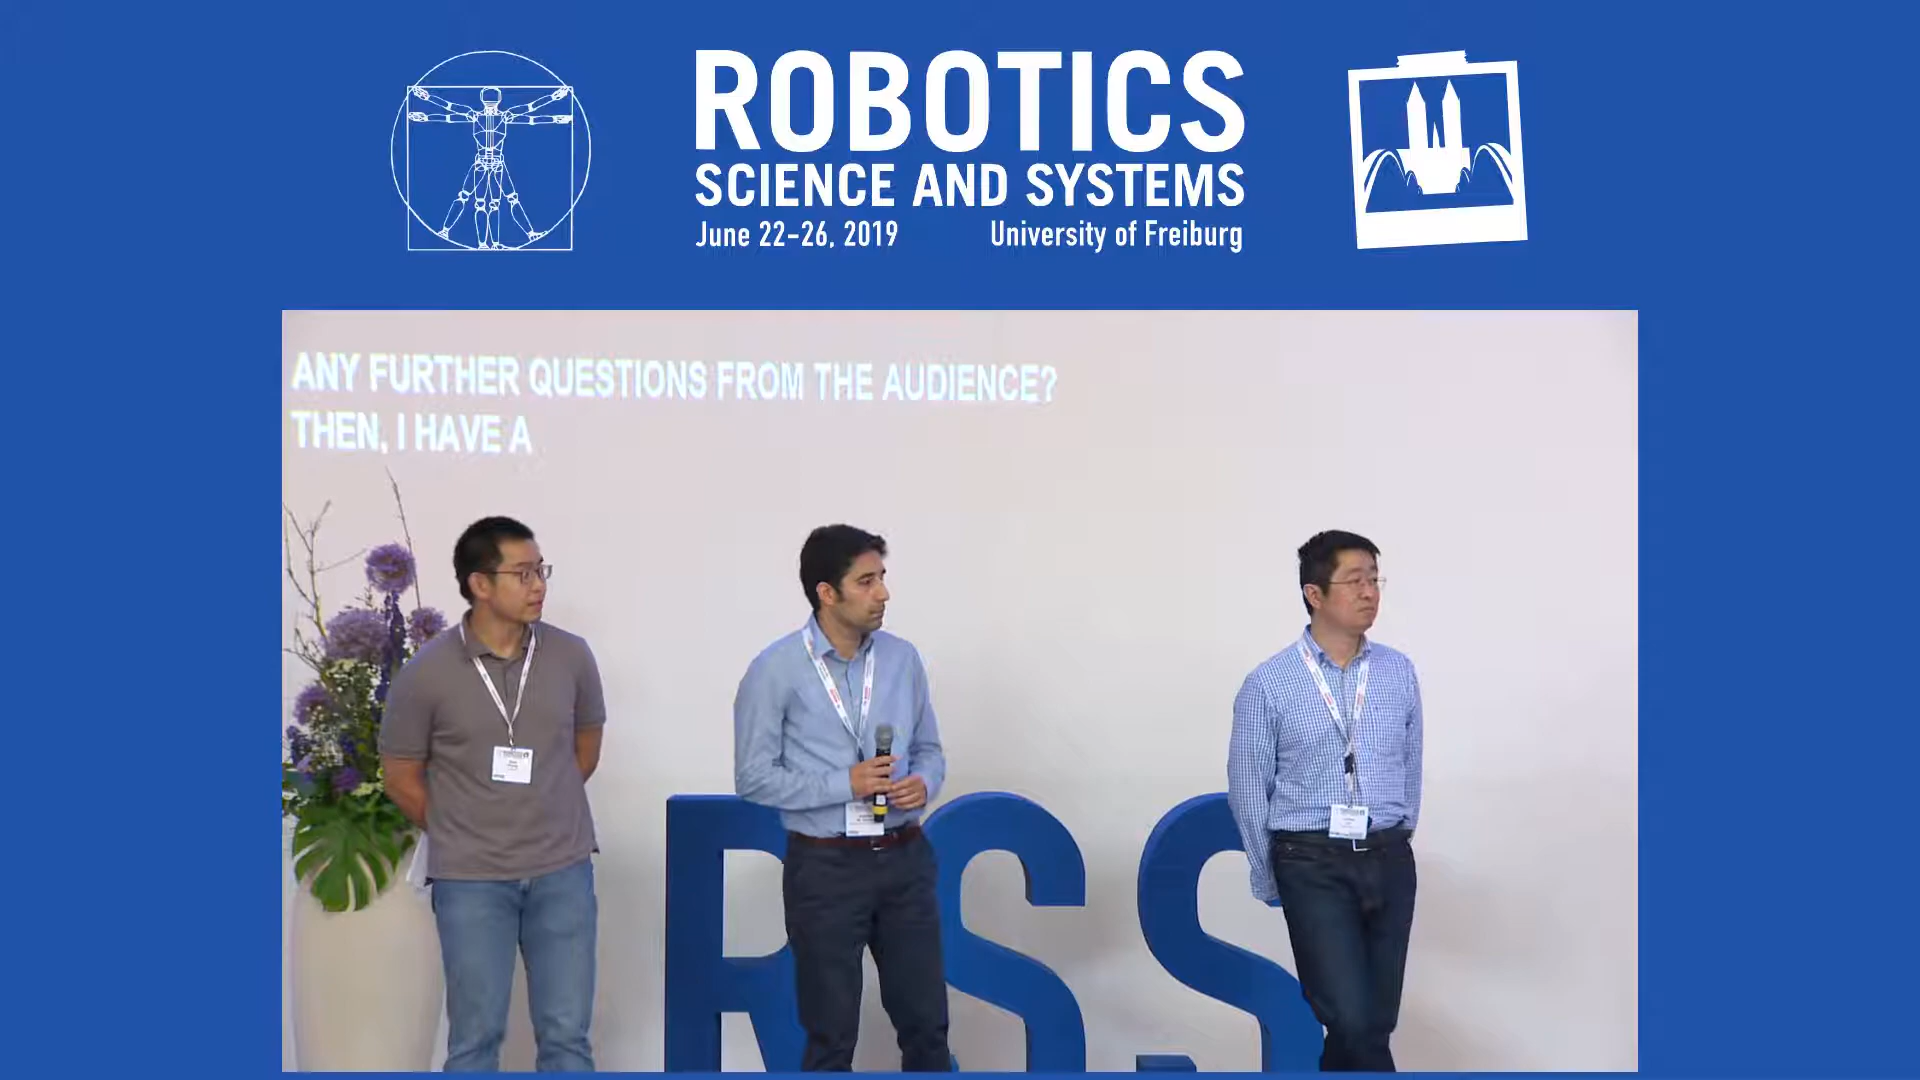 ROBOTICS
SCIENCE AND SYSTEMS
June 22-26, 2019 University of Freiburg
ANY FURTHER QUESTIONS FROM THE AUDIENCE?
THEN, I HAVE A
RSS